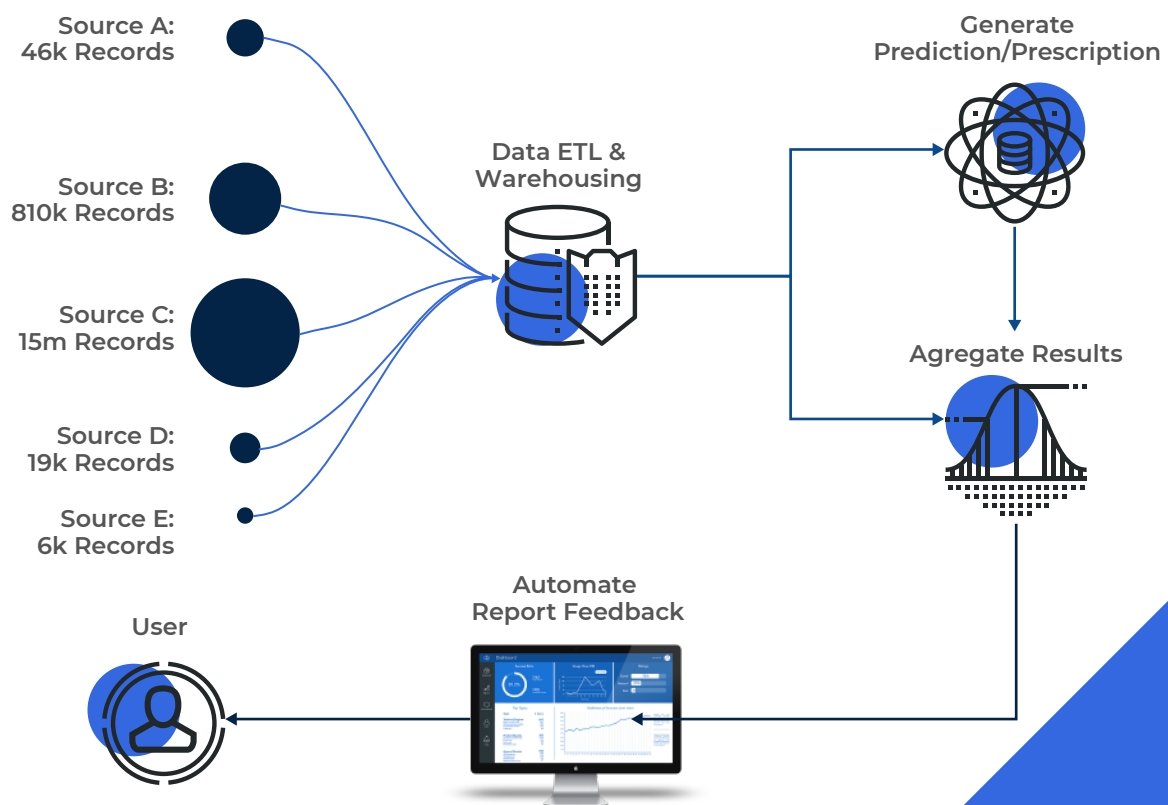 Source A:
46k Records
Source B:
810k Records
Source C:
15m Records
Source D:
19k Records
Source E:
6k Records
Data ETL &
Warehousing
Generate
Prediction/Prescription
Agregate Results
Automate
Report Feedback
User